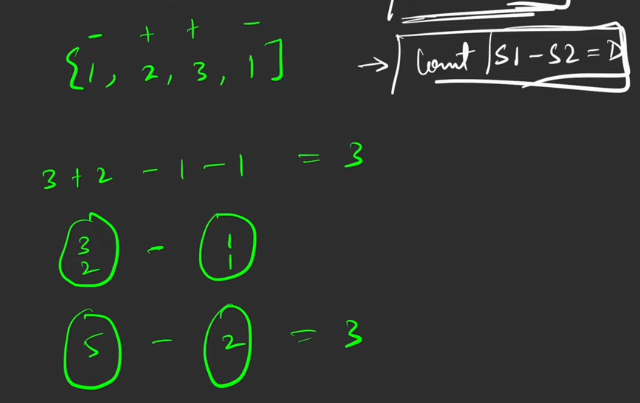 - + + -
{1, 2, 3, 1]
→ Count |S1 - S2 = D
3 + 2 - 1 - 1 = 3
3 - 1
2 1
5 - 2 = 3